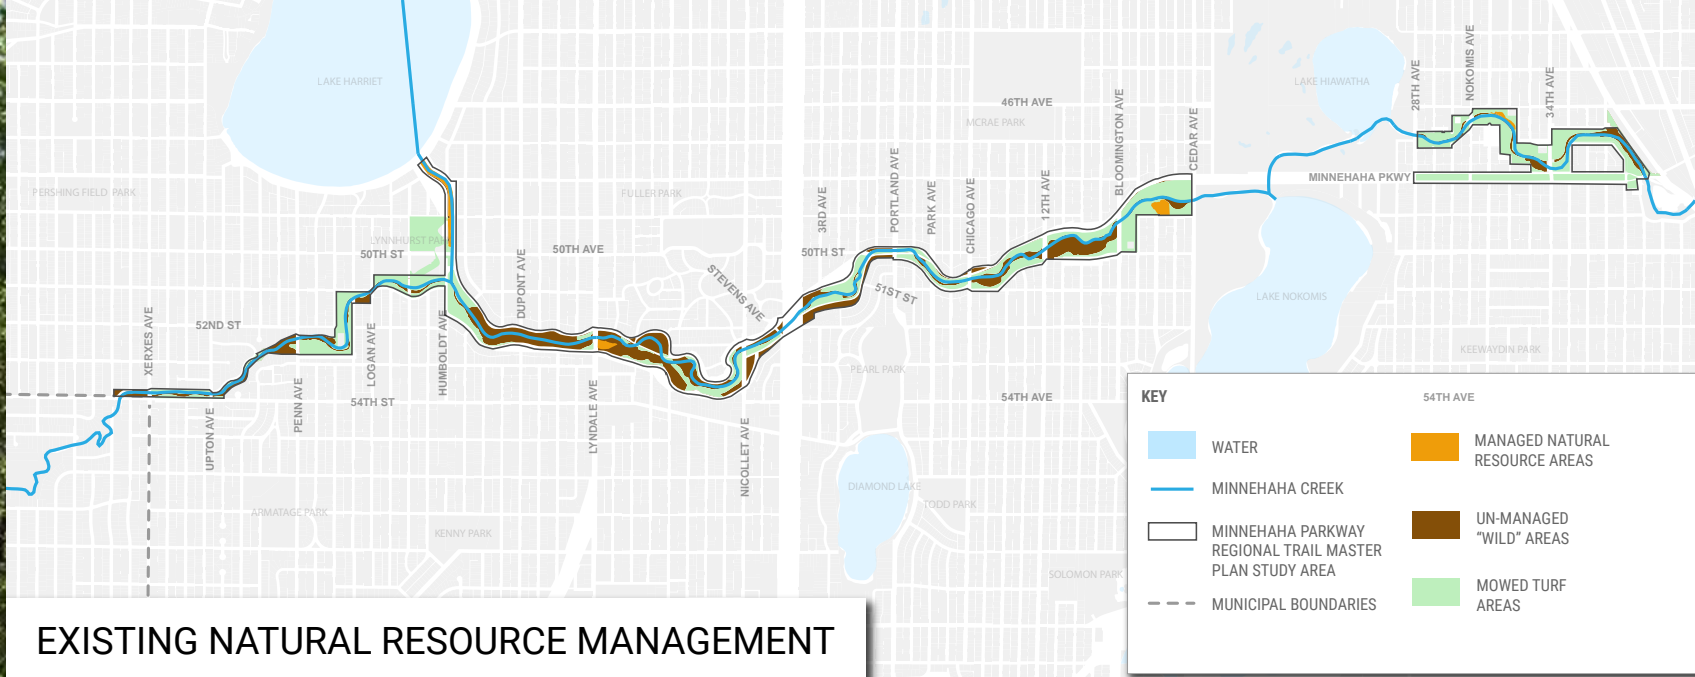 LAKE HARRIET
46TH AVE
MCRAE PARK
LAKE HIAWATHA
28TH AVE
NOKOMIS AVE
34TH AVE
BLOOMINGTON AVE
CEDAR AVE
MINNEHAHA PKWY
PERSHING FIELD PARK
FULLER PARK
3RD AVE
PORTLAND AVE
PARK AVE
CHICAGO AVE
12TH AVE
LYNNHURST PARK
50TH ST
50TH AVE
50TH ST
DUPONT AVE
STEVENS AVE
51ST ST
LAKE NOKOMIS
XERXES AVE
52ND ST
LOGAN AVE
HUMBOLDT AVE
KEEWAYDIN PARK
PEARL PARK
PENN AVE
54TH ST
54TH AVE
UPTON AVE
LYNDALE AVE
NICOLLET AVE
DIAMOND LAKE
TODD PARK
ARMATAGE PARK
KENNY PARK
SOLOMON PARK
KEY
54TH AVE
WATER
MINNEHAHA CREEK
MINNEHAHA PARKWAY
REGIONAL TRAIL MASTER
PLAN STUDY AREA
MUNICIPAL BOUNDARIES
MANAGED NATURAL
RESOURCE AREAS
UN-MANAGED
“WILD” AREAS
MOWED TURF
AREAS
EXISTING NATURAL RESOURCE MANAGEMENT